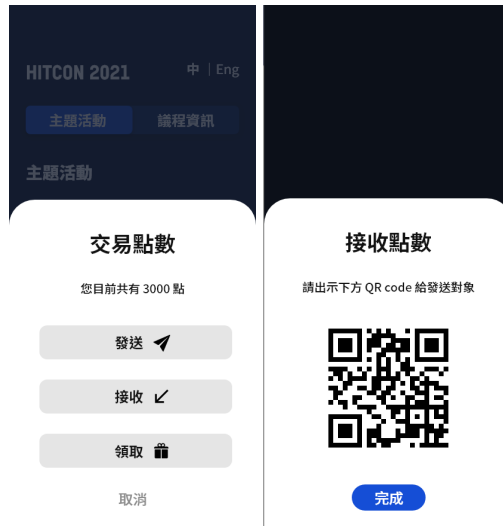 HITCON 2021
中 | Eng
主題活動
議程資訊
主題活動
交易點數
您目前共有 3000 點
發送
接收
領取
取消
接收點數
請出示下方 QR code 給發送對象
完成